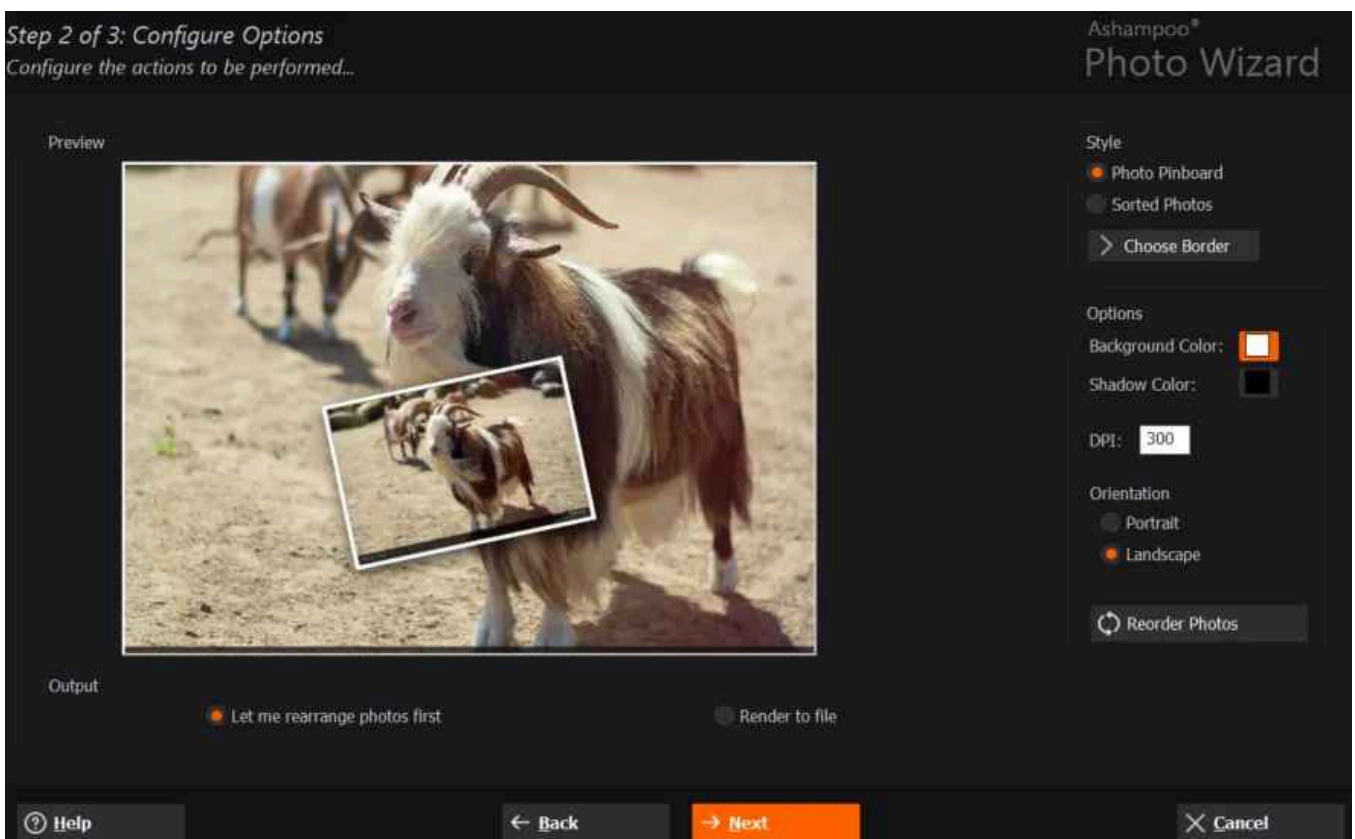 Step 2 of 3: Configure Options
Configure the actions to be performed...
Ashampoo®
Photo Wizard
Preview
Style
Photo Pinboard
Sorted Photos
Choose Border
Options
Background Color:
Shadow Color:
DPI: 300
Orientation
Portrait
Landscape
Reorder Photos
Output
Let me rearrange photos first
Render to file
Help
Back
Next
Cancel